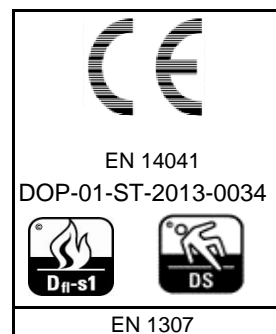 CE
EN 14041
DOP-01-ST-2013-0034
© ©
Dfl-s1 DS
EN 1307